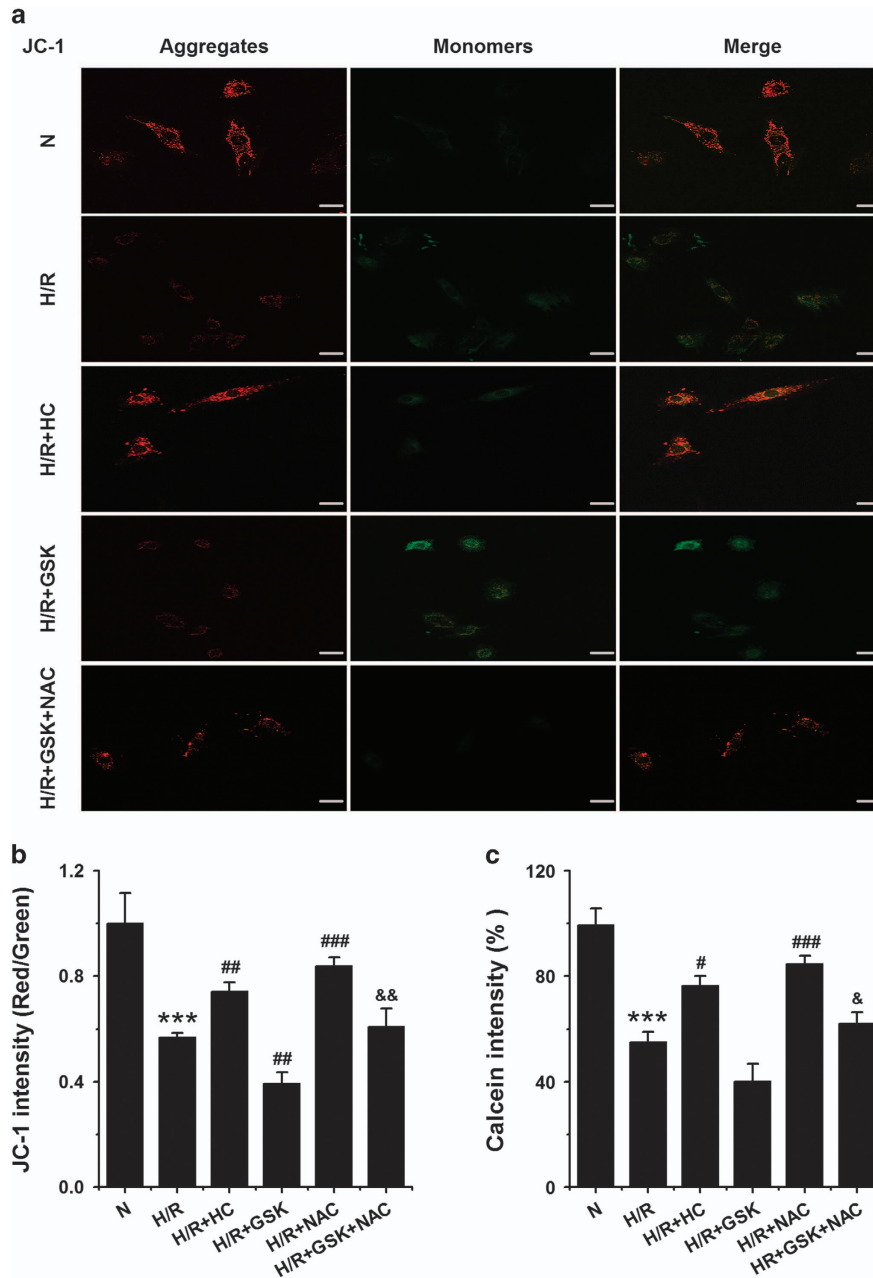 a
JC-1 Aggregates Monomers Merge
N
H/R
H/R+HC
H/R+GSK
H/R+GSK+NAC
b
JC-1 intensity (Red/Green)
1.2
0.8
0.4
0.0
***
##
##
###
&&
N
H/R
H/R+HC
H/R+GSK
H/R+NAC
H/R+GSK+NAC
c
Calcein intensity (% )
120
80
40
0
***
#
###
&
N
H/R
H/R+HC
H/R+GSK
H/R+NAC
HR+GSK+NAC